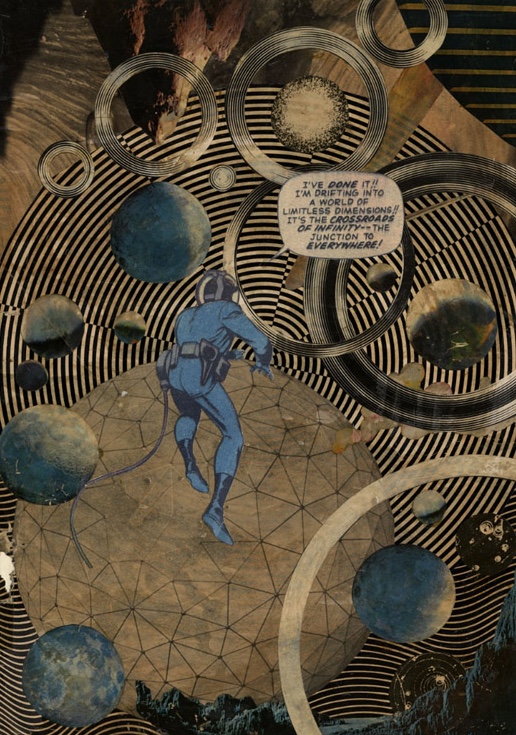 I'VE DONE IT!!
I'M DRIFTING INTO
A WORLD OF
LIMITLESS DIMENSIONS!!
IT'S THE CROSSROADS
OF INFINITY--THE
JUNCTION TO
EVERYWHERE!